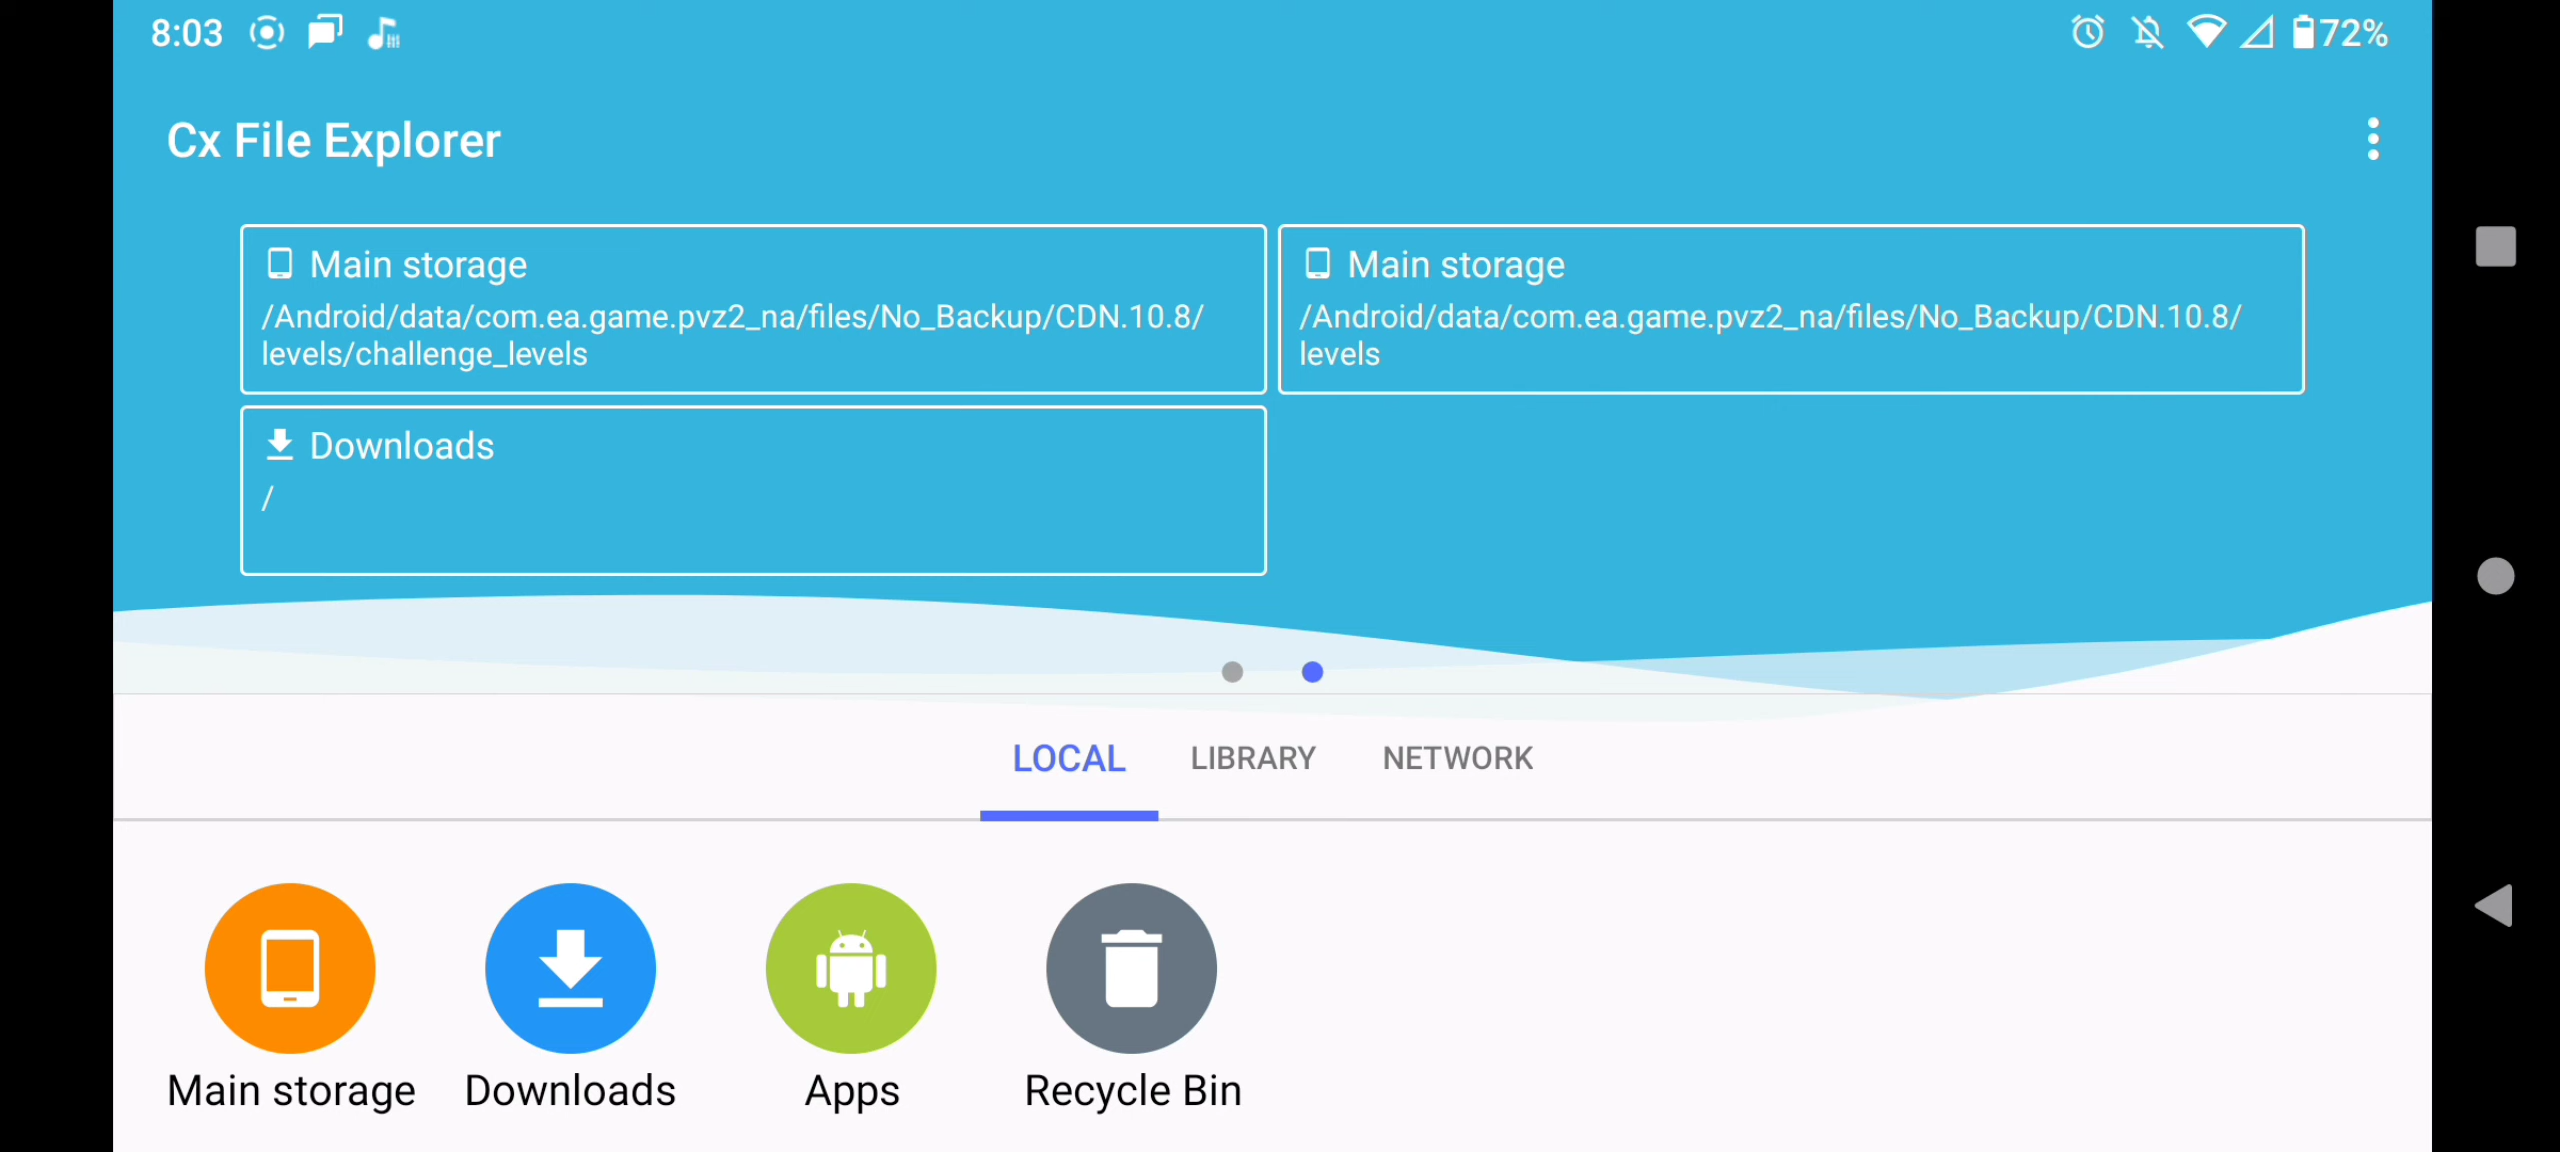 8:03
72%
Cx File Explorer
Main storage
/Android/data/com.ea.game.pvz2_na/files/No_Backup/CDN.10.8/
levels/challenge_levels
Main storage
/Android/data/com.ea.game.pvz2_na/files/No_Backup/CDN.10.8/
levels
Downloads
/
LOCAL LIBRARY NETWORK
Main storage Downloads Apps Recycle Bin